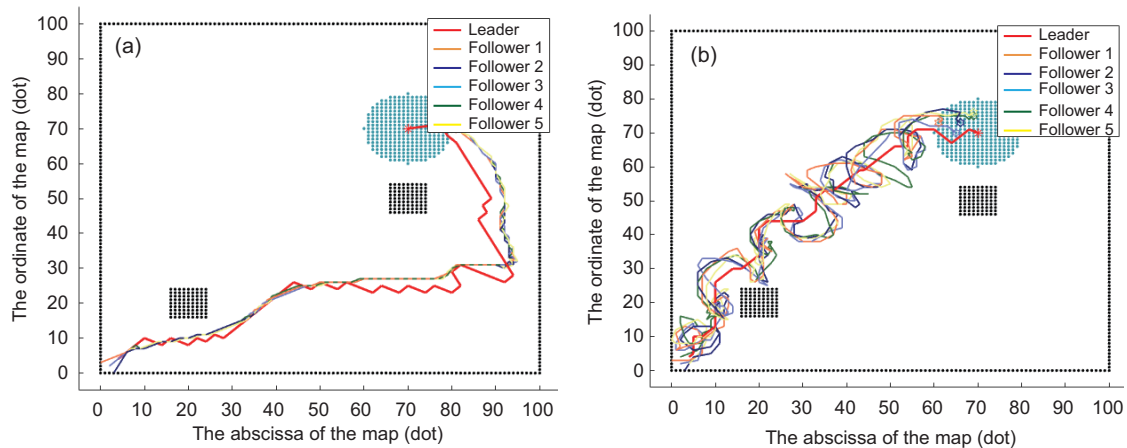 (a)
Leader
Follower 1
Follower 2
Follower 3
Follower 4
Follower 5
100
90
80
70
60
50
40
30
20
10
0
The ordinate of the map (dot)
0 10 20 30 40 50 60 70 80 90 100
The abscissa of the map (dot)
(b)
Leader
Follower 1
Follower 2
Follower 3
Follower 4
Follower 5
100
90
80
70
60
50
40
30
20
10
0
The ordinate of the map (dot)
0 10 20 30 40 50 60 70 80 90 100
The abscissa of the map (dot)